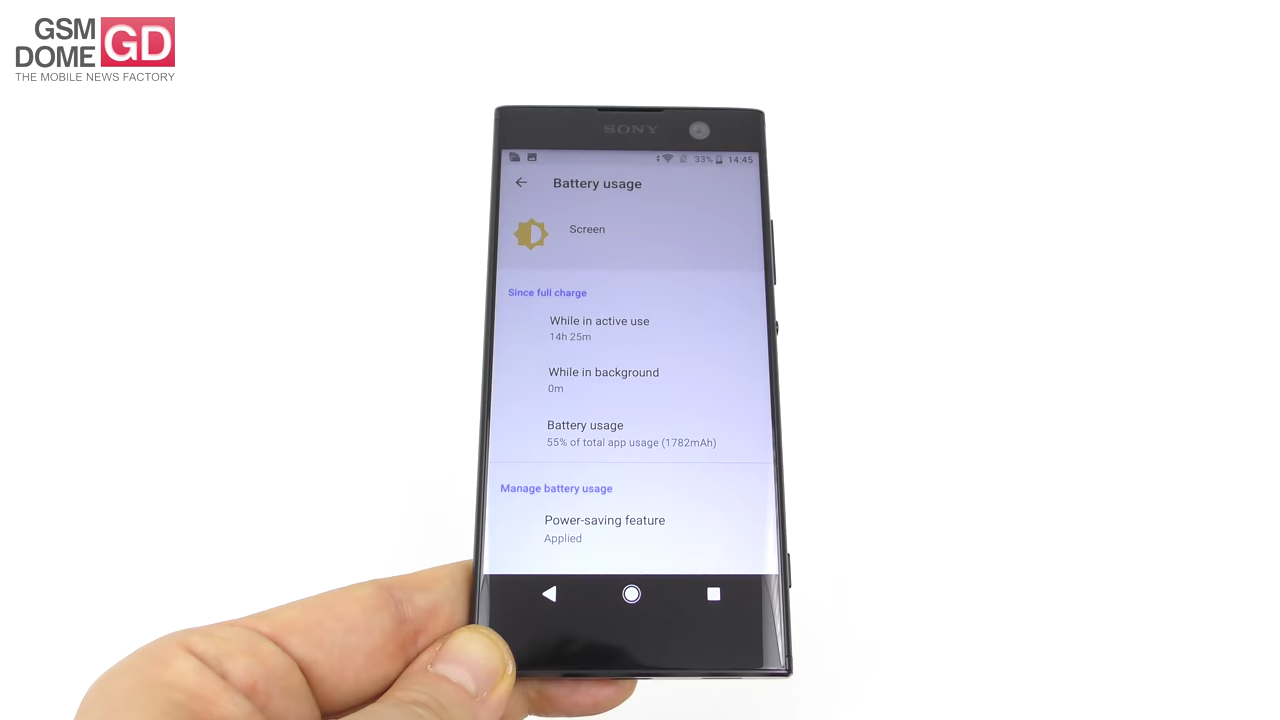 GSM
DOME
GD
THE MOBILE NEWS FACTORY
SONY
33%
14:45
Battery usage
Screen
Since full charge
While in active use
14h 25m
While in background
0m
Battery usage
55% of total app usage (1782mAh)
Manage battery usage
Power-saving feature
Applied